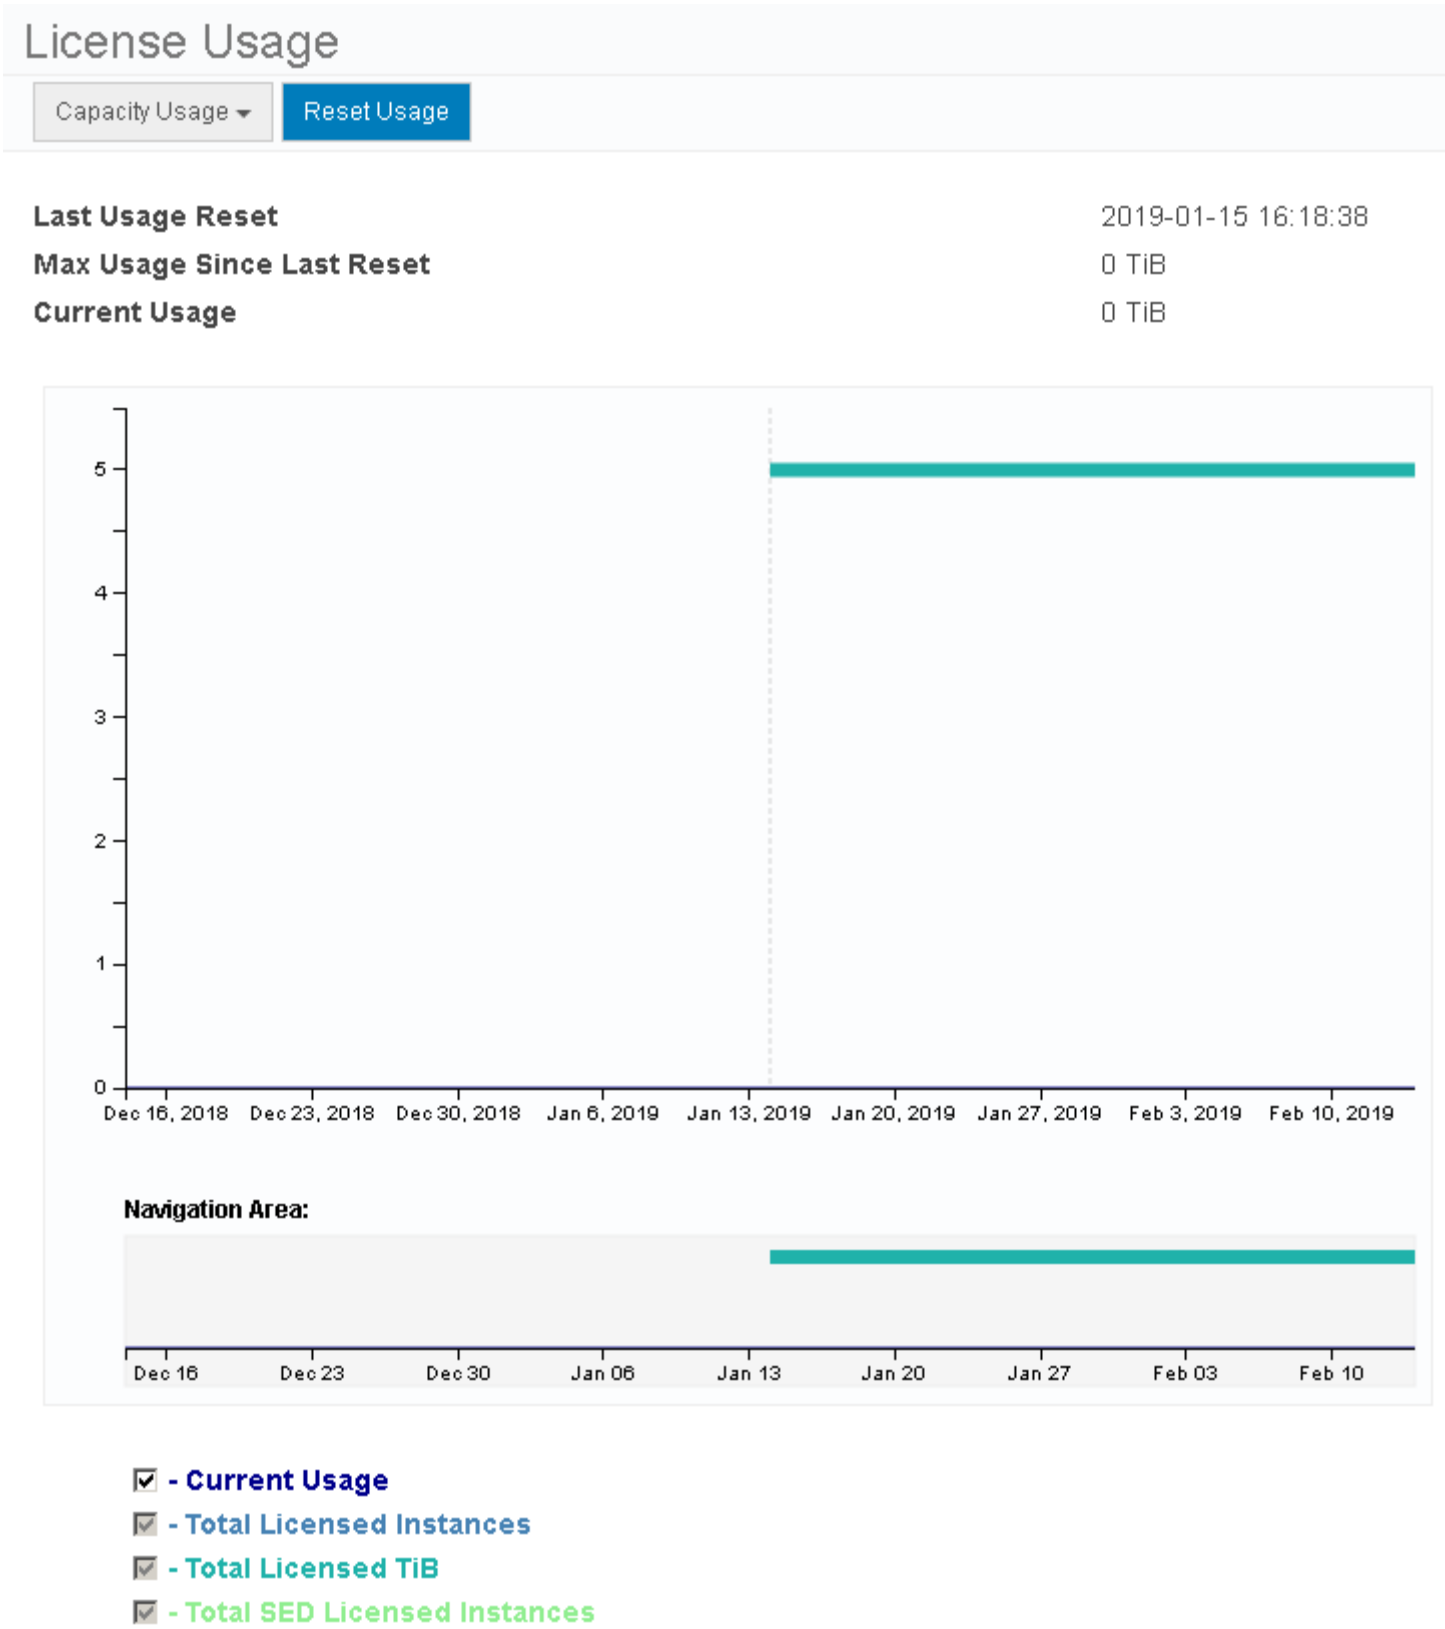 License Usage
Capacity Usage
Reset Usage
Last Usage Reset 2019-01-15 16:18:38
Max Usage Since Last Reset 0 TiB
Current Usage 0 TiB
5
4
3
2
1
0
Dec 16, 2018 Dec 23, 2018 Dec 30, 2018 Jan 6, 2019 Jan 13, 2019 Jan 20, 2019 Jan 27, 2019 Feb 3, 2019 Feb 10, 2019
Navigation Area:
Dec 16 Dec 23 Dec 30 Jan 06 Jan 13 Jan 20 Jan 27 Feb 03 Feb 10
- Current Usage
- Total Licensed Instances
- Total Licensed TiB
- Total SED Licensed Instances